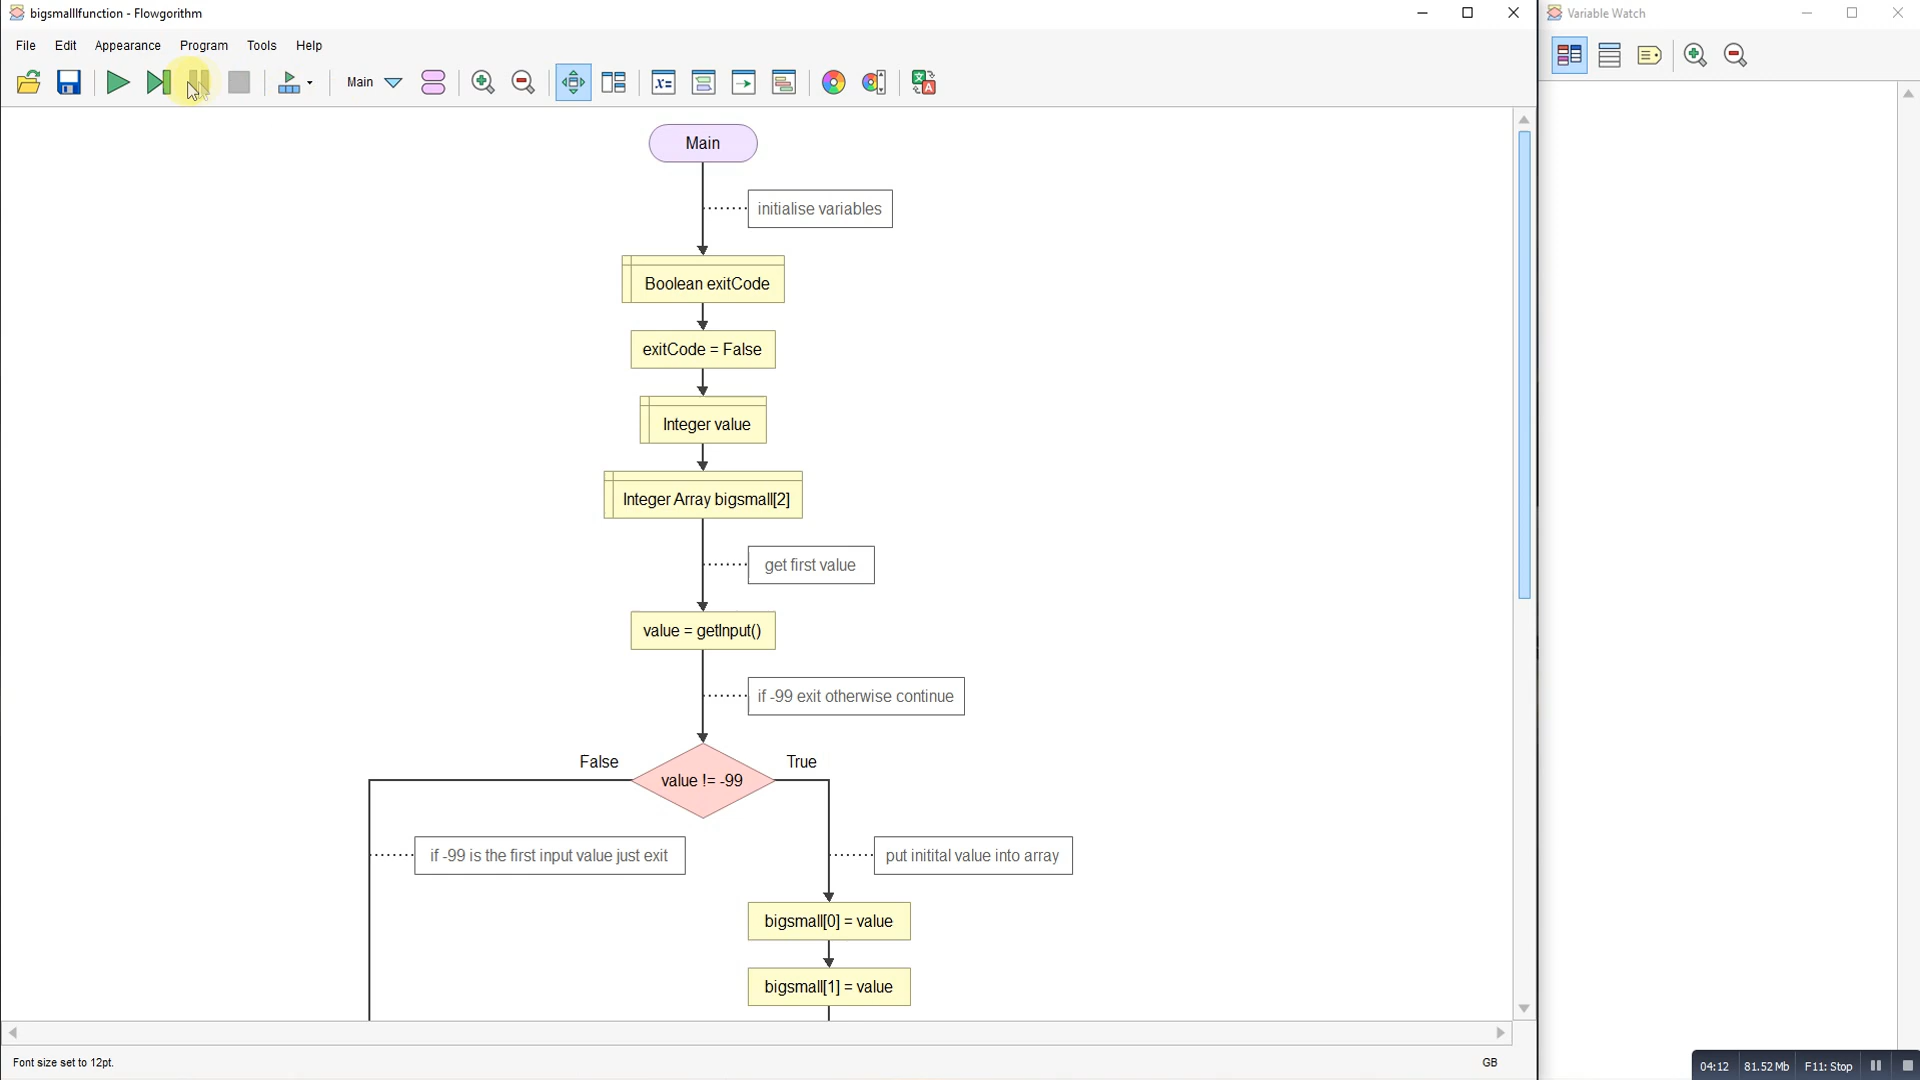 bigsmalllfunction - Flowgorithm
Variable Watch
File Edit Appearance Program Tools Help
Main
Main
initialise variables
Boolean exitCode
exitCode = False
Integer value
Integer Array bigsmall[2]
get first value
value = getInput()
if -99 exit otherwise continue
False
True
value != -99
if -99 is the first input value just exit
put initital value into array
bigsmall[0] = value
bigsmall[1] = value
Font size set to 12pt.
GB
04:12 81.52Mb F11: Stop